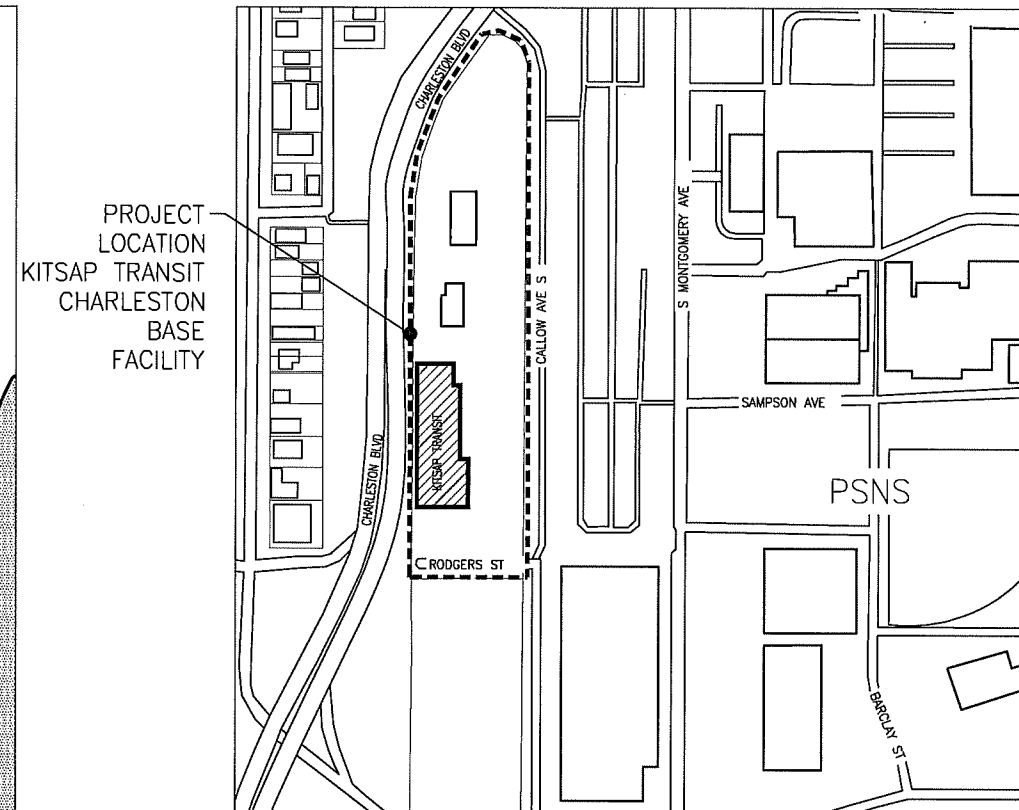 CHARLESTON BLVD
PROJECT
LOCATION
KITSAP TRANSIT
CHARLESTON
BASE
FACILITY
S MONTGOMERY AVE
CALLOW AVE S
SAMPSON AVE
KITSAP TRANSIT
CHARLESTON BLVD
PSNS
RODGERS ST
BARCLAY ST